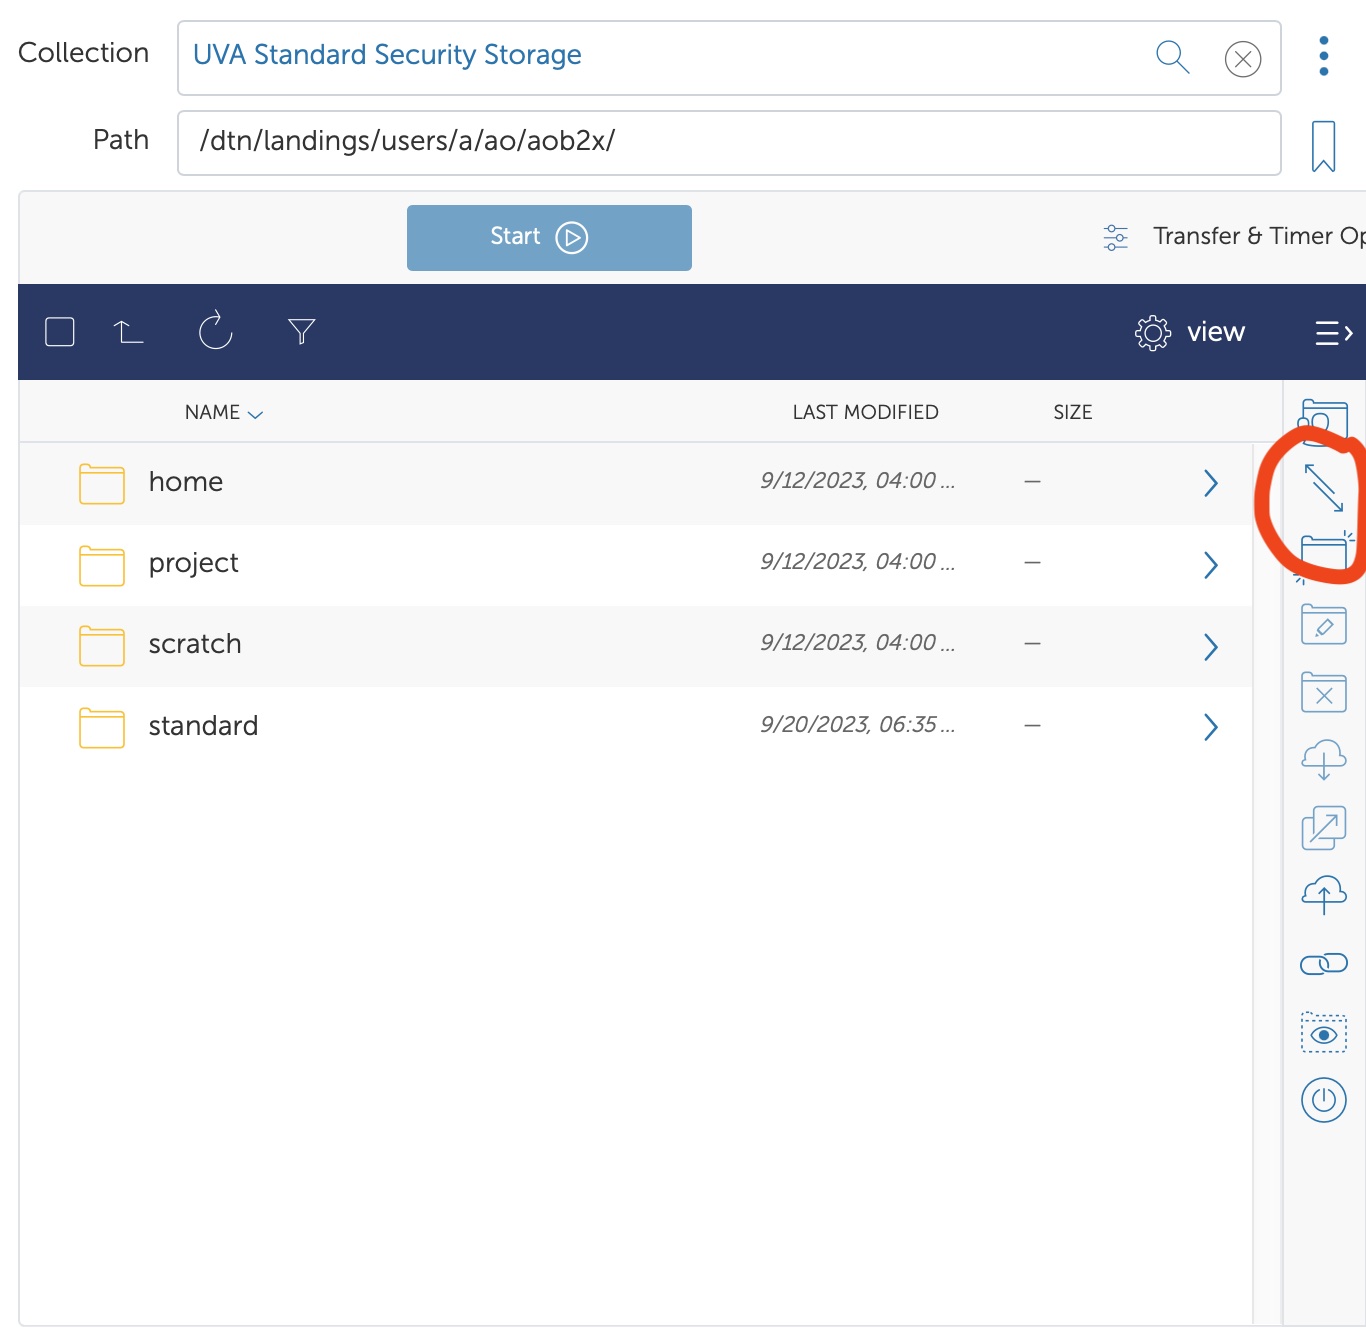 Collection UVA Standard Security Storage
Path /dtn/landings/users/a/ao/aob2x/
Start Transfer & Timer Op
view
NAME LAST MODIFIED SIZE
home 9/12/2023, 04:00 ... —
project 9/12/2023, 04:00 ... —
scratch 9/12/2023, 04:00 ... —
standard 9/20/2023, 06:35 ... —